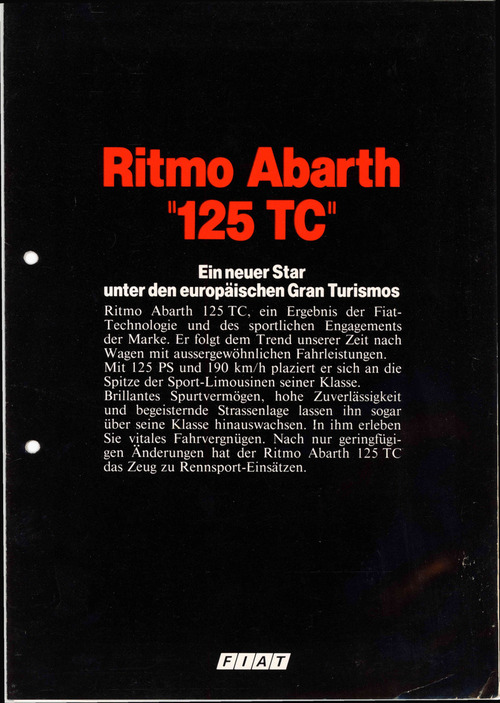 Ritmo Abarth
"125 TC"
Ein neuer Star
unter den europäischen Gran Turismos
Ritmo Abarth 125 TC, ein Ergebnis der Fiat-
Technologie und des sportlichen Engagements
der Marke. Er folgt dem Trend unserer Zeit nach
Wagen mit aussergewöhnlichen Fahrleistungen.
Mit 125 PS und 190 km/h plaziert er sich an die
Spitze der Sport-Limousinen seiner Klasse.
Brillantes Spurtvermögen, hohe Zuverlässigkeit
und begeisternde Strassenlage lassen ihn sogar
über seine Klasse hinauswachsen. In ihm erleben
Sie vitales Fahrvergnügen. Nach nur geringfügi-
gen Änderungen hat der Ritmo Abarth 125 TC
das Zeug zu Rennsport-Einsätzen.
FIAT